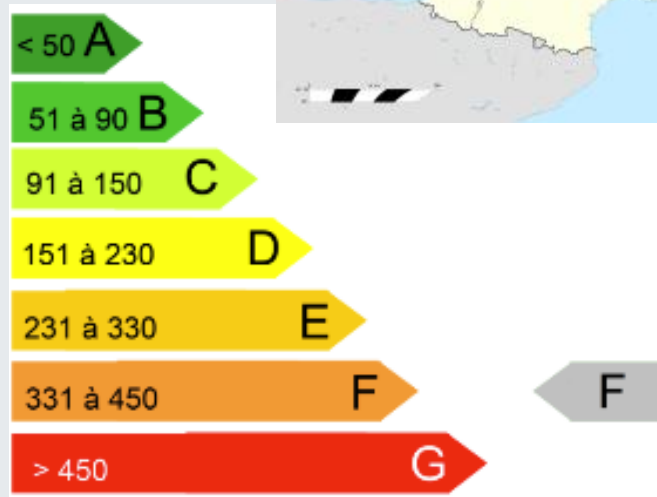 < 50 A
51 à 90 B
91 à 150 C
151 à 230 D
231 à 330 E
331 à 450 F
F
> 450 G